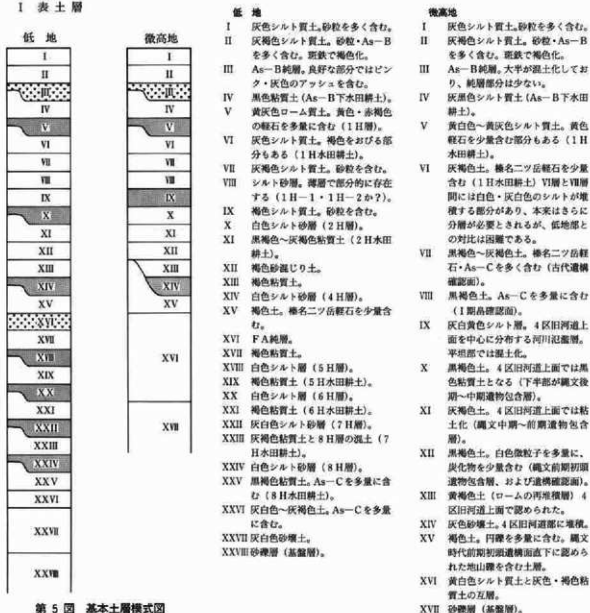 I 表土層
低 地
I
II
III
IV
V
VI
VII
VIII
IX
X
XI
XII
XIII
XIV
XV
XVI
XVII
XVIII
XIX
XX
XXI
XXII
XXIII
XXIV
XXV
XXVI
XXVII
XXVIII
微高地
I
II
III
IV
V
VI
VII
VIII
IX
X
XI
XII
XIII
XIV
XV
XVI
XVII
第 5 図 基本土層模式図
低 地
I 灰色シルト質土。砂粒を多く含む。
II 灰褐色シルト質土。砂粒・As－B
を多く含む。斑鉄で褐色化。
III As－B純層。良好な部分ではピン
ク・灰色のアッシュを含む。
IV 黒色粘質土(As－B下水田耕土)。
V 黄灰色ローム質土。黄色・赤褐色
の軽石を多量に含む（1H層）。
VI 灰色シルト質土。褐色をおびる部
分もある（1H水田耕土）。
VII 灰褐色シルト質土。砂粒を含む。
VIII シルト砂層。薄層で部分的に存在
する（1H－1・1H－2か?）。
IX 褐色シルト質土。砂粒を含む。
X 白色シルト砂層（2H層）。
XI 黒褐色～灰褐色粘質土（2H水田
耕土）。
XII 褐色砂混じり土。
XIII 褐色粘質土。
XIV 白色シルト砂層（4H層）。
XV 褐色土。榛名二ツ岳軽石を少量含
む。
XVI FA純層。
XVII 褐色粘質土。
XVIII 白色シルト層（5H層）。
XIX 褐色粘質土（5H水田耕土）。
XX 白色シルト層（6H層）。
XXI 褐色粘質土（6H水田耕土）。
XXII 灰白色シルト砂層（7H層）。
XXIII 灰褐色粘質土と8H層の混土（7
H水田耕土）。
XXIV 白色シルト砂層（8H層）。
XXV 黒褐色粘質土。As－Cを多量に含
む（8H水田耕土）。
XXVI 灰白色～灰褐色土。As－Cを多量
に含む。
XXVII 灰白色砂壌土。
XXVIII 砂礫層（基盤層）。
微高地
I 灰色シルト質土。砂粒を多く含む。
II 灰褐色シルト質土。砂粒・As－B
を多く含む。斑鉄で褐色化。
III As－B純層。大半が混土化してお
り、純層部分は少ない。
IV 灰黒色シルト質土(As－B下水田
耕土）。
V 黄白色～黄灰色シルト質土。黄色
軽石を少量含む部分もある（1H
水田耕土）。
VI 灰褐色土。榛名二ツ岳軽石を少量
含む（1H水田耕土）VI層とVII層
間には白色・灰白色のシルトが堆
積する部分があり、本来はさらに
分層が必要とされるが、低地部と
の対比は困難である。
VII 黒褐色～灰褐色土。榛名二ツ岳軽
石・As－Cを多く含む（古代遺構
確認面）。
VIII 黒褐色土。As－Cを多量に含む
（I期畠確認面）。
IX 灰白黄色シルト層。4区旧河道上
面を中心に分布する河川氾濫層。
平坦部では混土化。
X 黒褐色土。4区旧河道上面では黒
色粘質土となる（下半部が縄文後
期～中期遺物包含層）。
XI 灰褐色土。4区旧河道上面では粘
土化（縄文中期～前期遺物包含
層）。
XII 黒褐色土。白色微粒子を多量に、
炭化物を少量含む（縄文前期初頭
遺物包含層、および遺構確認面）。
XIII 黄褐色土（ロームの再堆積層）4
区旧河道上面で認められた。
XIV 灰色砂壌土。4区旧河道部に堆積。
XV 褐色土。円礫を多量に含む。縄文
時代前期初頭遺構面直下に認めら
れた地山礫を含む土層。
XVI 黄白色シルト質土と灰色・褐色粘
質土の互層。
XVII 砂礫層（基盤層）。